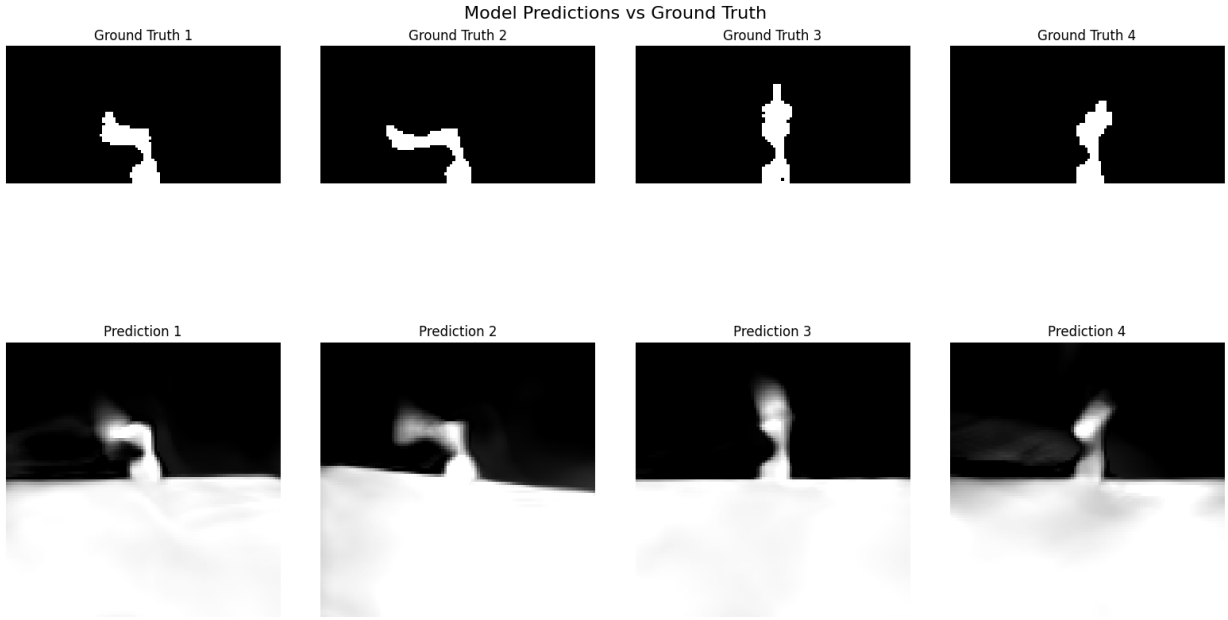 Model Predictions vs Ground Truth
Ground Truth 1
Ground Truth 2
Ground Truth 3
Ground Truth 4
Prediction 1
Prediction 2
Prediction 3
Prediction 4